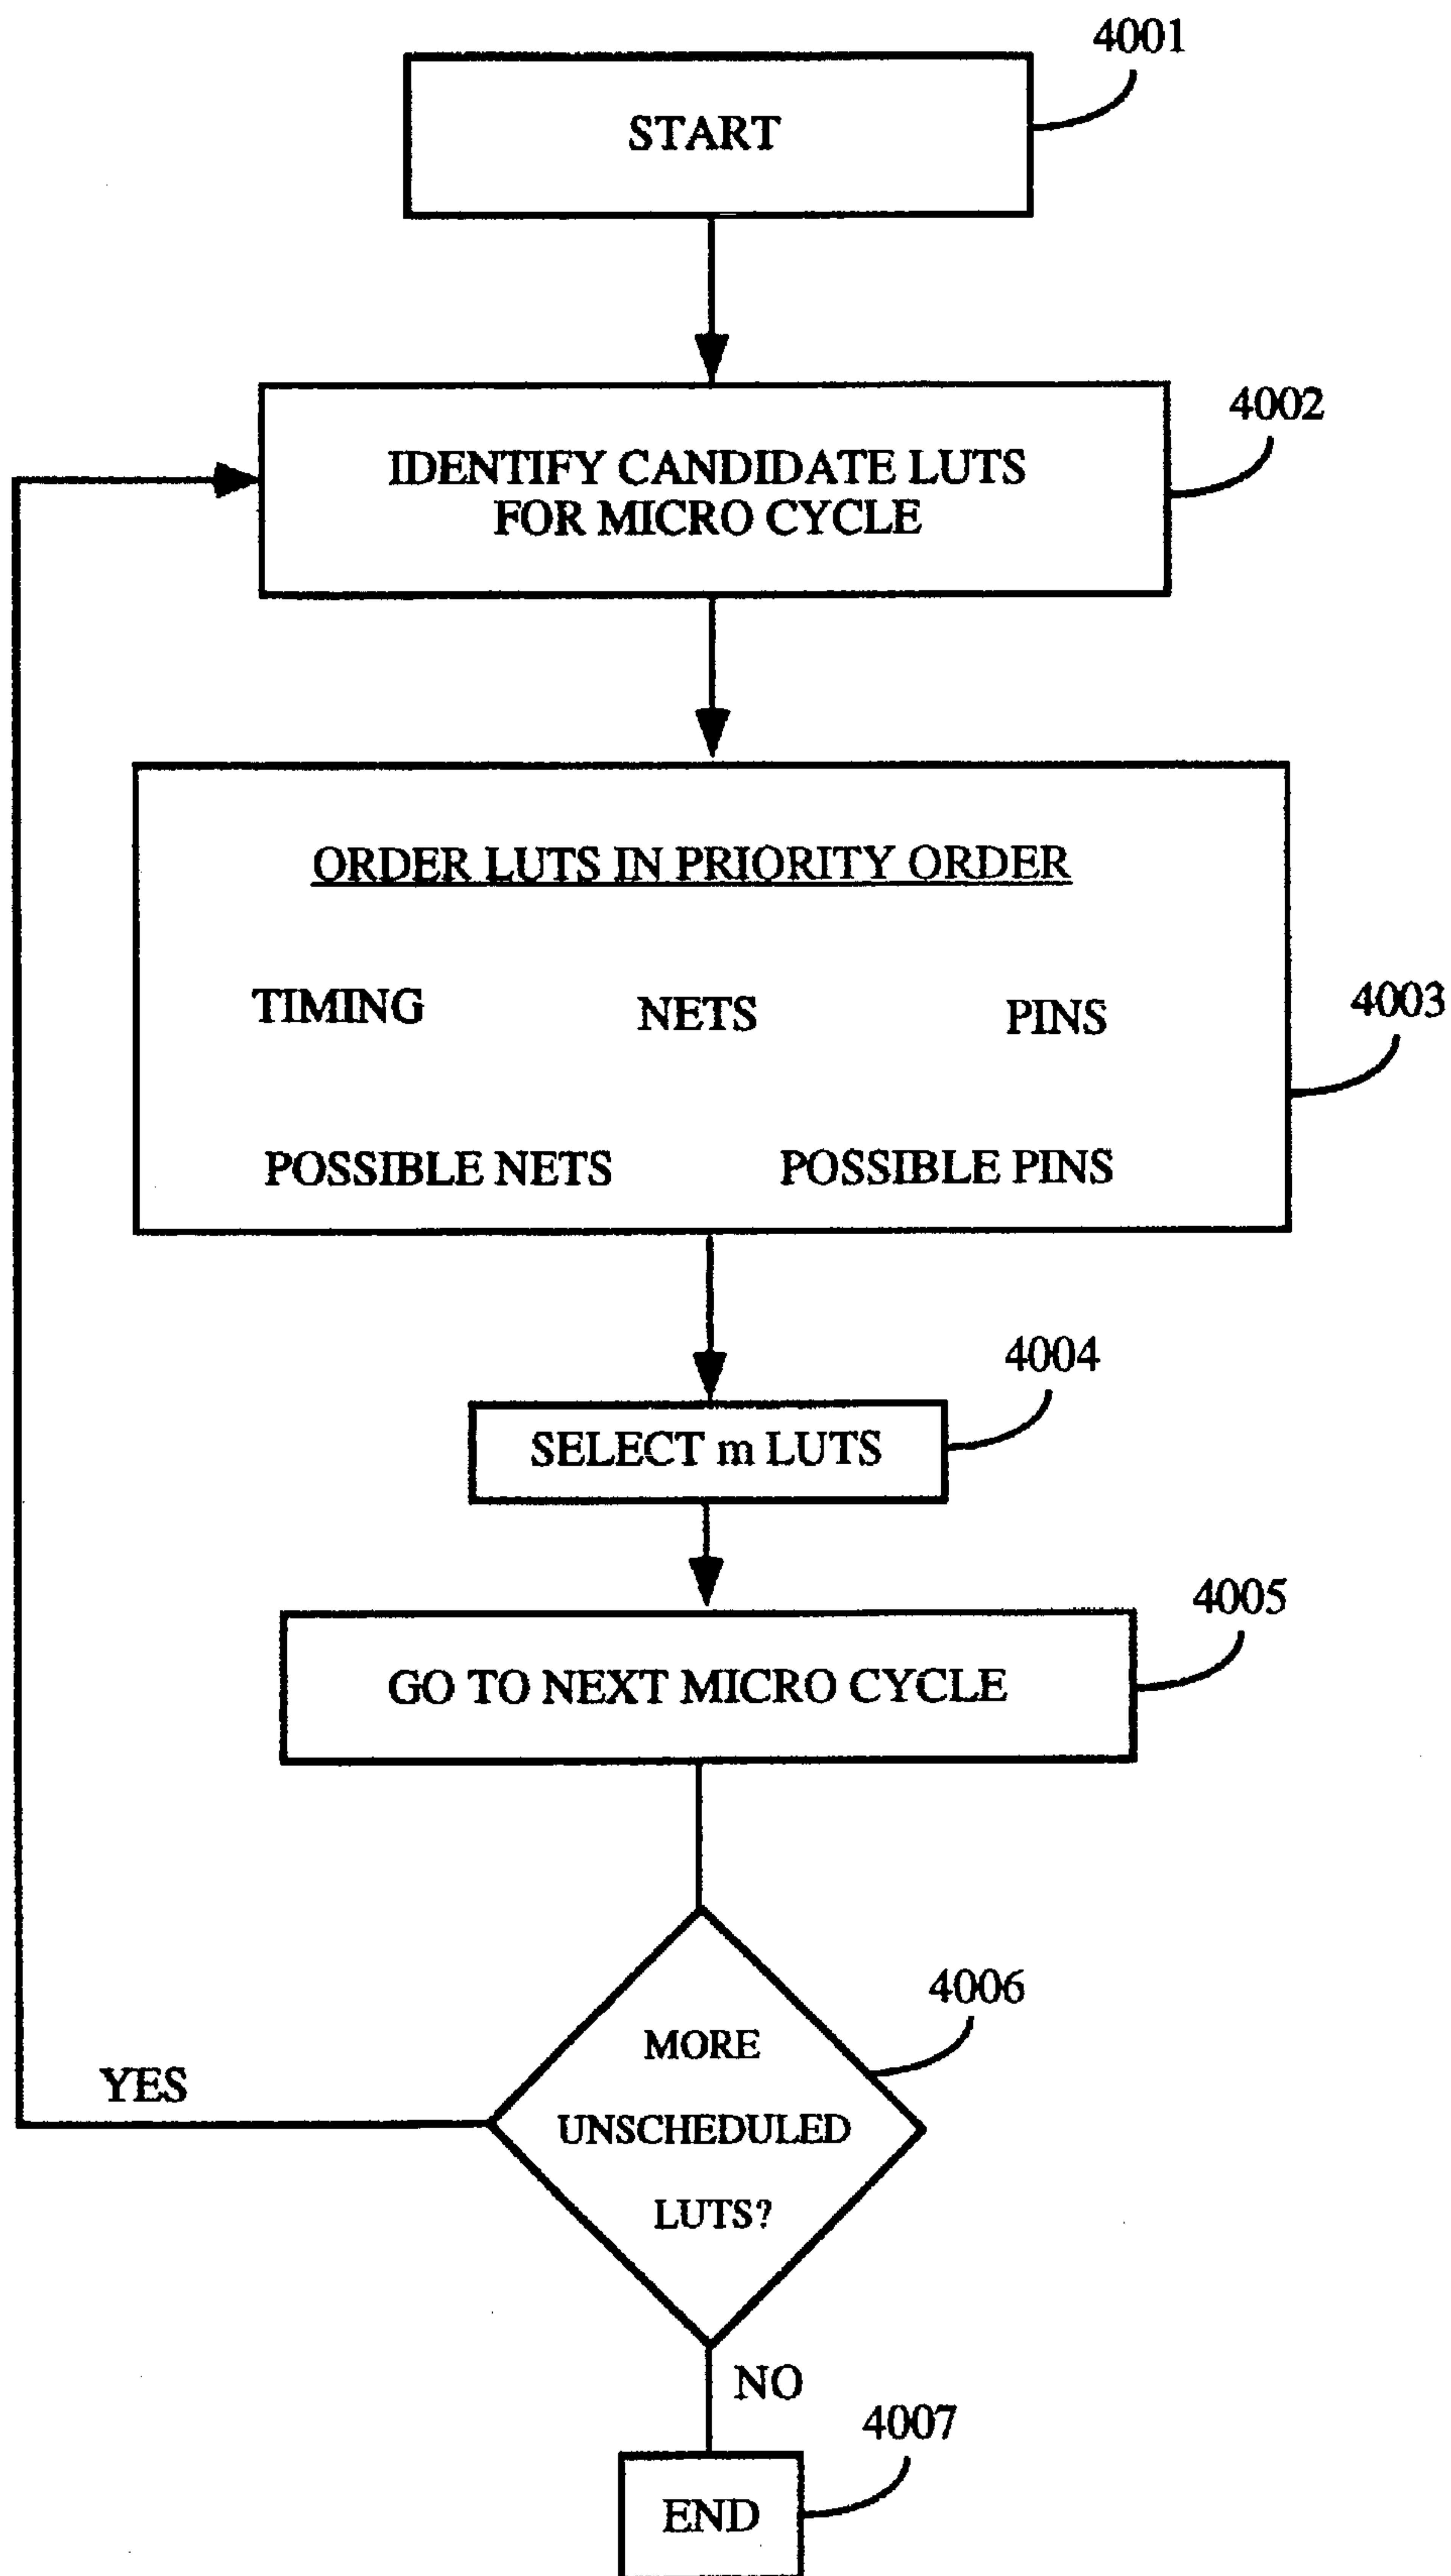 4001
START
4002
IDENTIFY CANDIDATE LUTS
FOR MICRO CYCLE
ORDER LUTS IN PRIORITY ORDER
TIMING NETS PINS
4003
POSSIBLE NETS POSSIBLE PINS
4004
SELECT m LUTS
4005
GO TO NEXT MICRO CYCLE
4006
MORE
UNSCHEDULED
LUTS?
YES
NO
4007
END